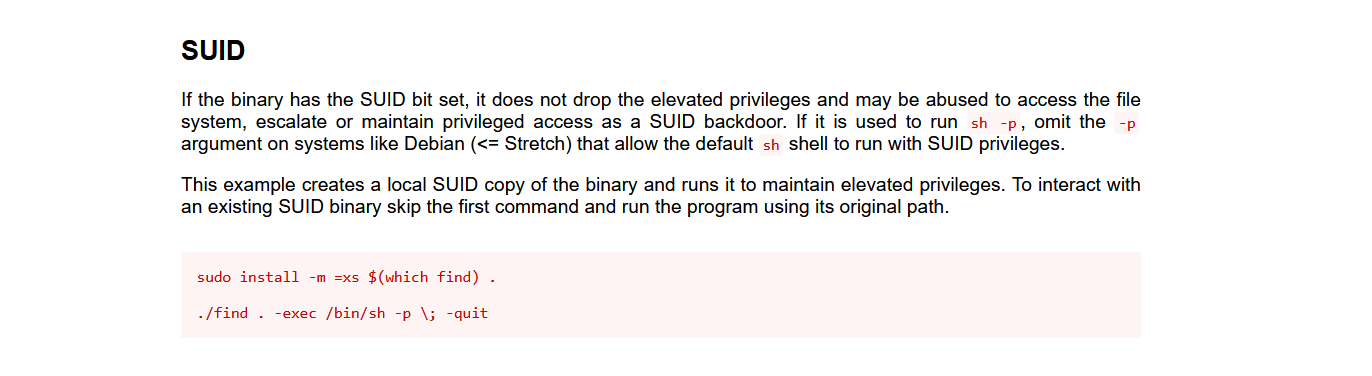 SUID
If the binary has the SUID bit set, it does not drop the elevated privileges and may be abused to access the file
system, escalate or maintain privileged access as a SUID backdoor. If it is used to run sh -p, omit the -p
argument on systems like Debian (<= Stretch) that allow the default sh shell to run with SUID privileges.
This example creates a local SUID copy of the binary and runs it to maintain elevated privileges. To interact with
an existing SUID binary skip the first command and run the program using its original path.
sudo install -m =xs $(which find) .
./find . -exec /bin/sh -p \; -quit